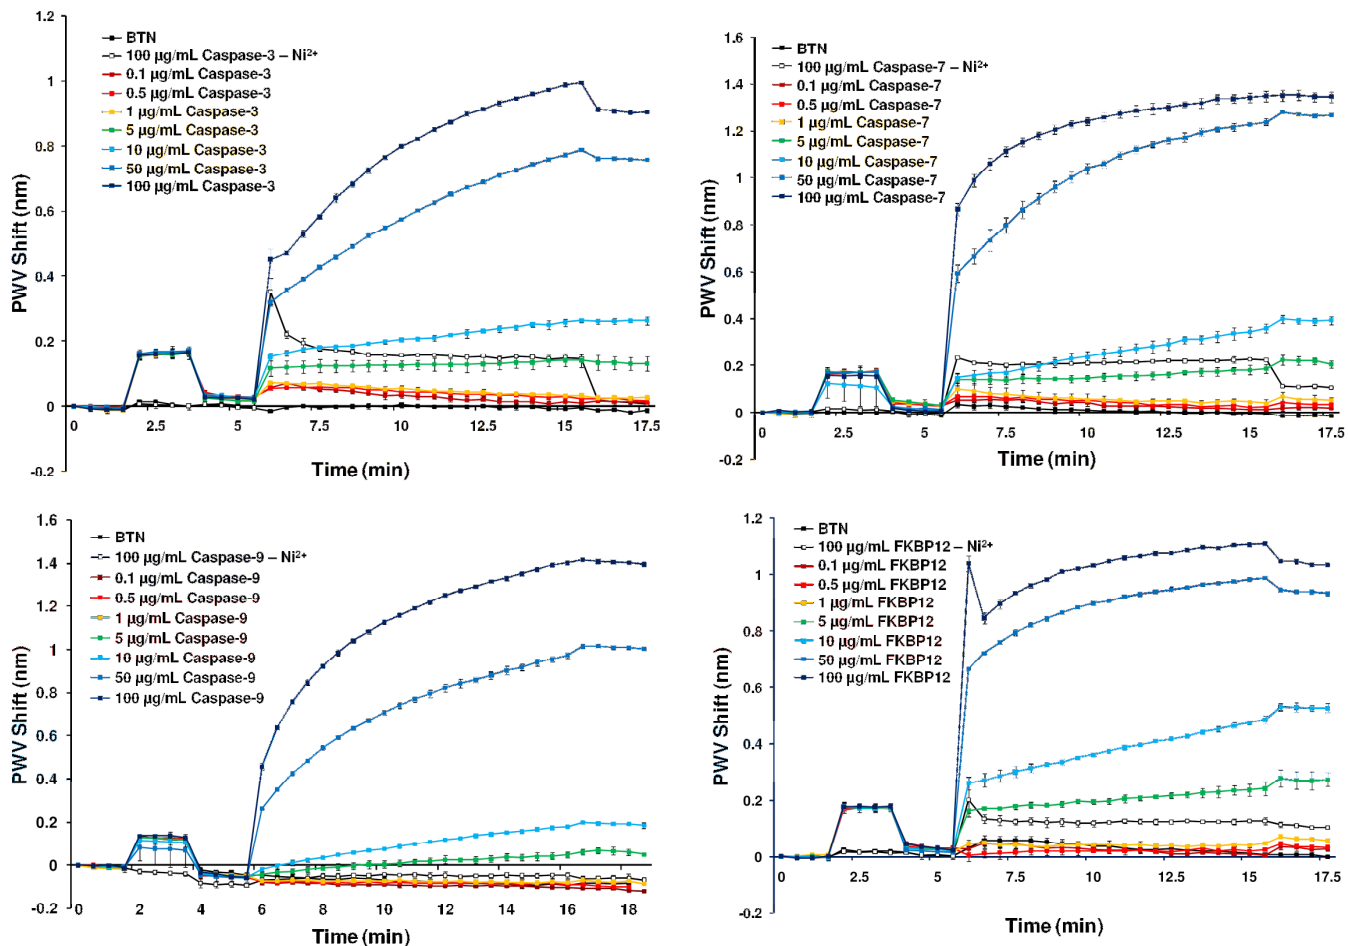 1.2
1
0.8
0.6
0.4
0.2
0
-0.2
PWV Shift (nm)
BTN
100 µg/mL Caspase-3 – Ni²⁺
0.1 µg/mL Caspase-3
0.5 µg/mL Caspase-3
1 µg/mL Caspase-3
5 µg/mL Caspase-3
10 µg/mL Caspase-3
50 µg/mL Caspase-3
100 µg/mL Caspase-3
0 2.5 5 7.5 10 12.5 15 17.5
Time (min)
1.6
1.4
1.2
1
0.8
0.6
0.4
0.2
0
-0.2
PWV Shift (nm)
BTN
100 µg/mL Caspase-7 – Ni²⁺
0.1 µg/mL Caspase-7
0.5 µg/mL Caspase-7
1 µg/mL Caspase-7
5 µg/mL Caspase-7
10 µg/mL Caspase-7
50 µg/mL Caspase-7
100 µg/mL Caspase-7
0 2.5 5 7.5 10 12.5 15 17.5
Time (min)
1.6
1.4
1.2
1
0.8
0.6
0.4
0.2
0
-0.2
PWV Shift (nm)
BTN
100 µg/mL Caspase-9 – Ni²⁺
0.1 µg/mL Caspase-9
0.5 µg/mL Caspase-9
1 µg/mL Caspase-9
5 µg/mL Caspase-9
10 µg/mL Caspase-9
50 µg/mL Caspase-9
100 µg/mL Caspase-9
0 2 4 6 8 10 12 14 16 18
Time (min)
1.2
1
0.8
0.6
0.4
0.2
0
-0.2
PWV Shift (nm)
BTN
100 µg/mL FKBP12 – Ni²⁺
0.1 µg/mL FKBP12
0.5 µg/mL FKBP12
1 µg/mL FKBP12
5 µg/mL FKBP12
10 µg/mL FKBP12
50 µg/mL FKBP12
100 µg/mL FKBP12
0 2.5 5 7.5 10 12.5 15 17.5
Time (min)